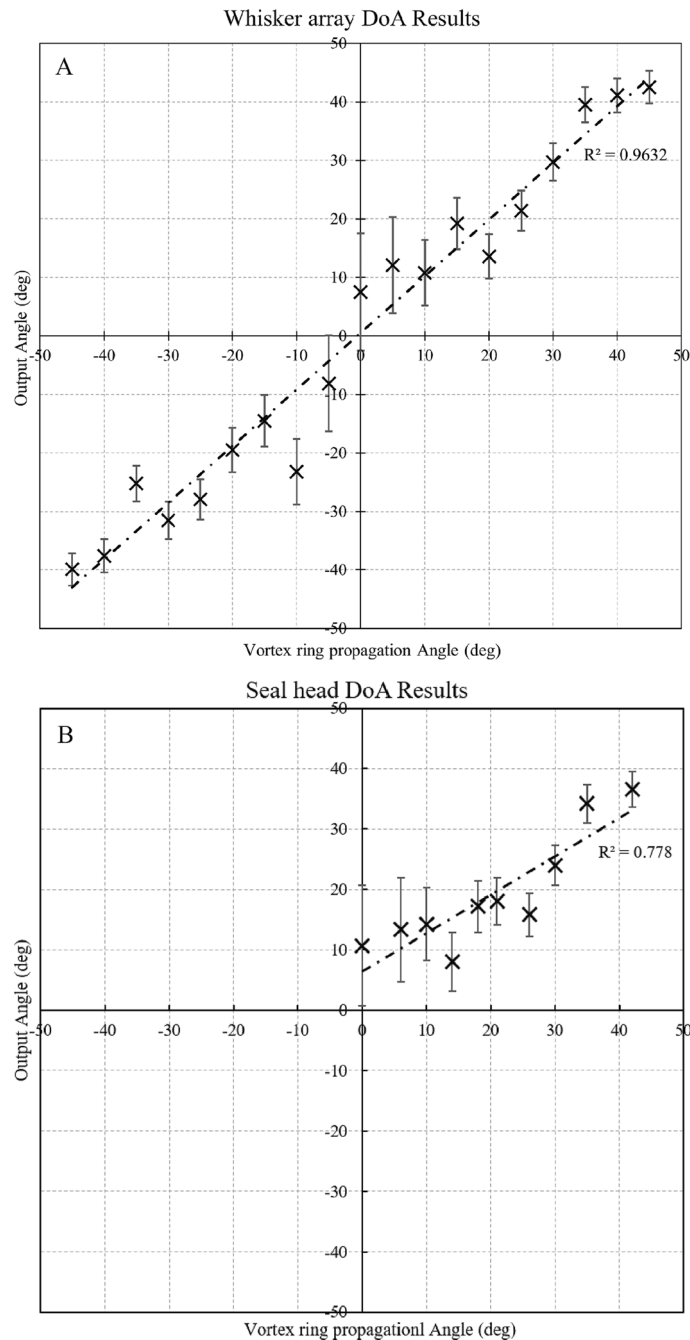 Whisker array DoA Results
A
50
40
30
R² = 0.9632
20
10
0
-50 -40 -30 -20 -10 0 10 20 30 40 50
-10
-20
-30
-40
-50
Output Angle (deg)
Vortex ring propagation Angle (deg)
Seal head DoA Results
B
50
40
30
R² = 0.778
20
10
0
-50 -40 -30 -20 -10 0 10 20 30 40 50
-10
-20
-30
-40
-50
Output Angle (deg)
Vortex ring propagationl Angle (deg)